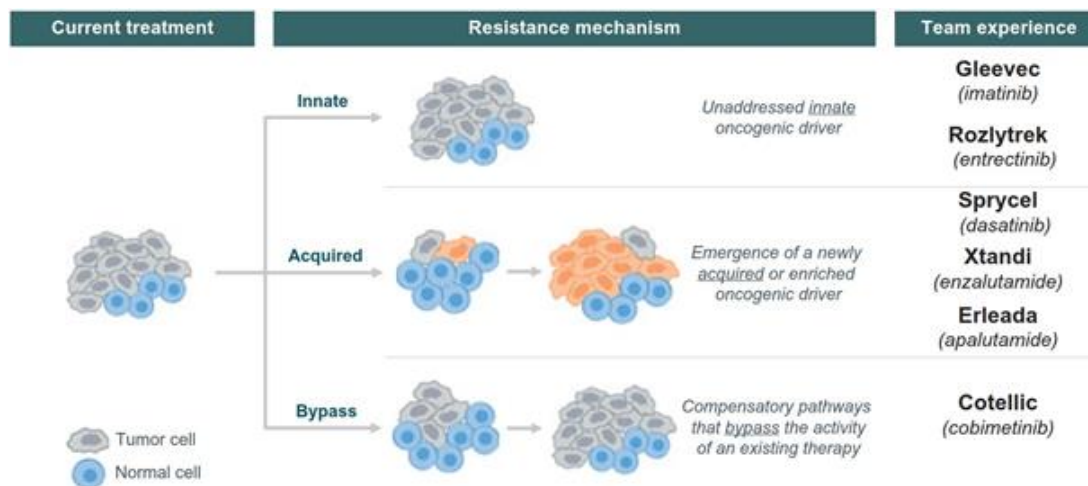 Current treatment
Resistance mechanism
Team experience
Innate
Unaddressed innate
oncogenic driver
Gleevec
(imatinib)
Rozlytrek
(entrectinib)
Acquired
Emergence of a newly
acquired or enriched
oncogenic driver
Sprycel
(dasatinib)
Xtandi
(enzalutamide)
Erleada
(apalutamide)
Bypass
Compensatory pathways
that bypass the activity
of an existing therapy
Cotellic
(cobimetinib)
Tumor cell
Normal cell